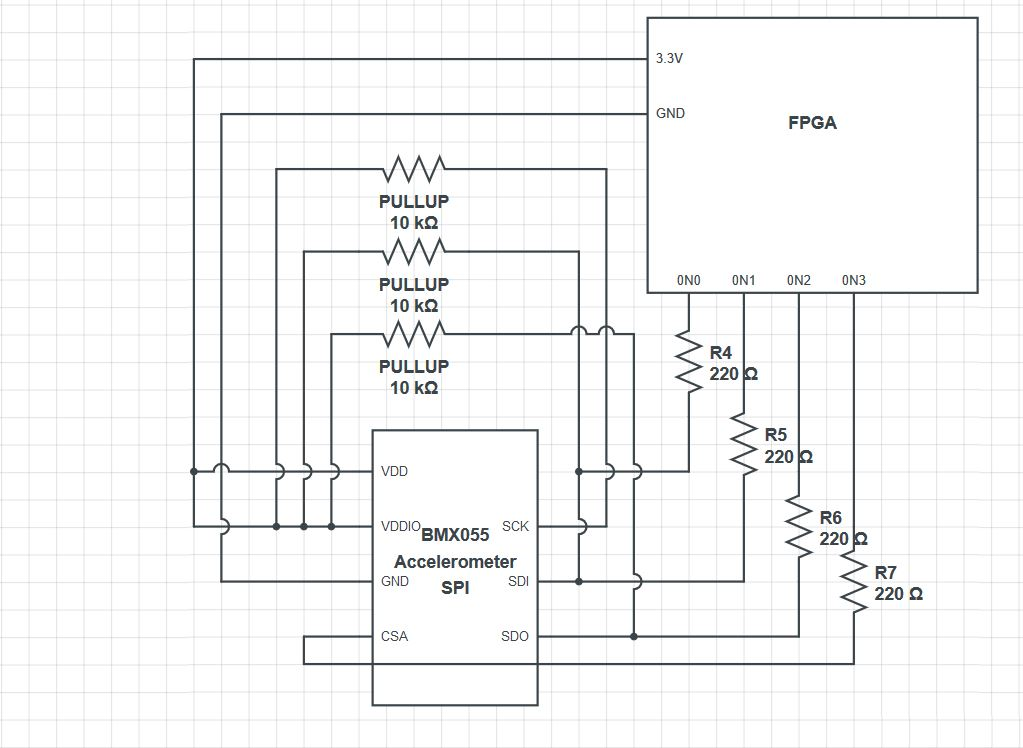 3.3V
GND
FPGA
0N0 0N1 0N2 0N3
PULLUP
10 kΩ
PULLUP
10 kΩ
PULLUP
10 kΩ
R4
220 Ω
R5
220 Ω
R6
220 Ω
R7
220 Ω
VDD
VDDIO
GND
CSA
BMX055
Accelerometer
SPI
SCK
SDI
SDO